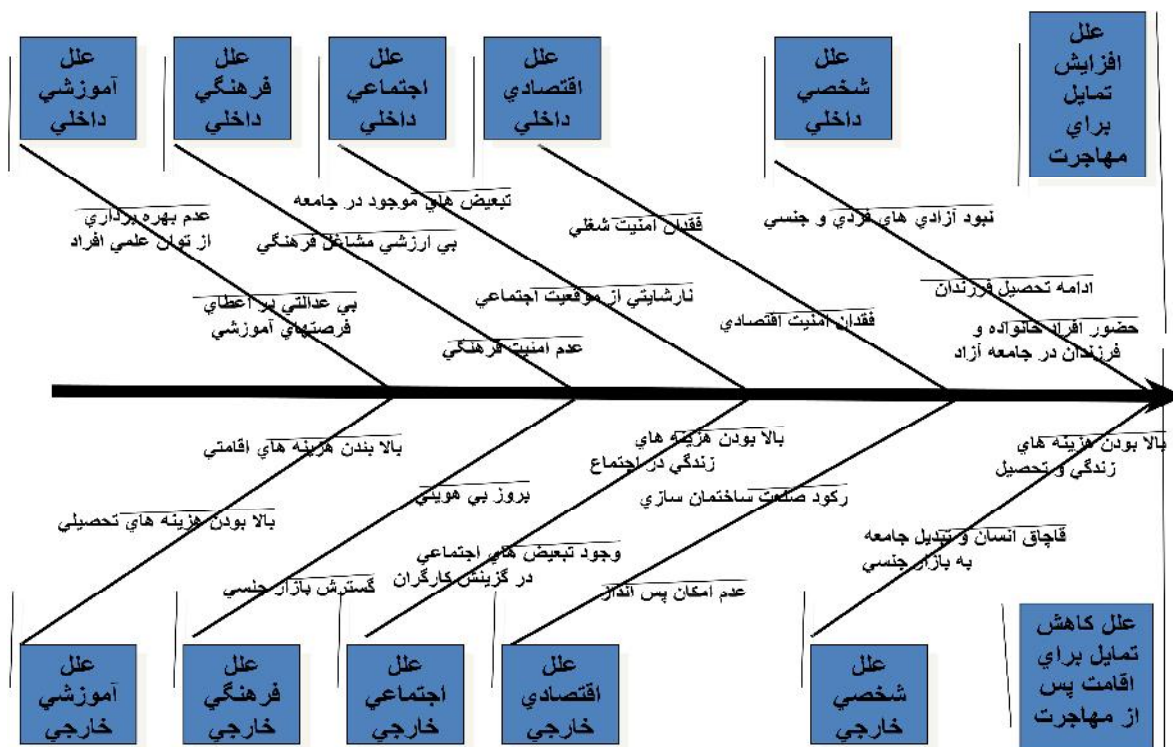 علل
افزايش
تمايل
براي
مهاجرت
علل
شخصي
داخلي
علل
اقتصادي
داخلي
علل
اجتماعي
داخلي
علل
فرهنگي
داخلي
علل
آموزشي
داخلي
نبود آزادي هاي فردي و جنسي
ادامه تحصيل فرزندان
حضور افراد خانواده و
فرزندان در جامعه آزاد
فقدان امنيت شغلي
فقدان امنيت اقتصادي
تبعيض هاي موجود در جامعه
نارشايتي از موقعيت اجتماعي
بي ارزشي مشاغل فرهنگي
عدم امنيت فرهنگي
عدم بهره برداري
از توان علمي افراد
بي عدالتي در اعطاي
فرصتهاي آموزشي
بالا بودن هزينه هاي
زندگي و تحصيل
قاچاق انسان و تبديل جامعه
به بازار جنسي
ركود صنعت ساختمان سازي
عدم امكان پس انداز
بالا بودن هزينه هاي
زندگي در اجتماع
وجود تبعيض هاي اجتماعي
در گزينش كارگران
بروز بي هويتي
گسترش بازار جنسي
بالا بندن هزينه هاي اقامتي
بالا بودن هزينه هاي تحصيلي
علل كاهش
تمايل براي
اقامت پس
از مهاجرت
علل
شخصي
خارجي
علل
اقتصادي
خارجي
علل
اجتماعي
خارجي
علل
فرهنگي
خارجي
علل
آموزشي
خارجي